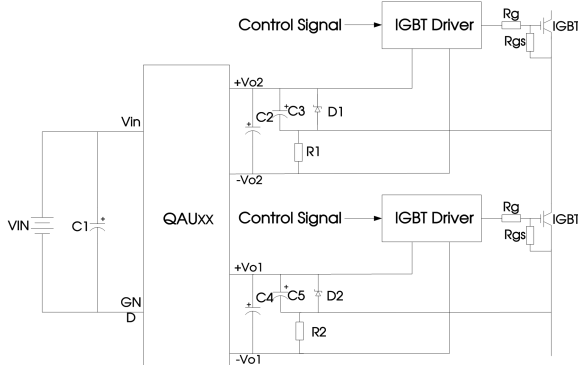 Control Signal
IGBT Driver
Rg
IGBT
Rgs
+Vo2
C2
+
C3
+
D1
R1
-Vo2
Vin
VIN
C1
+
GN
D
QAUxx
Control Signal
IGBT Driver
Rg
IGBT
Rgs
+Vo1
C4
+
C5
+
D2
R2
-Vo1